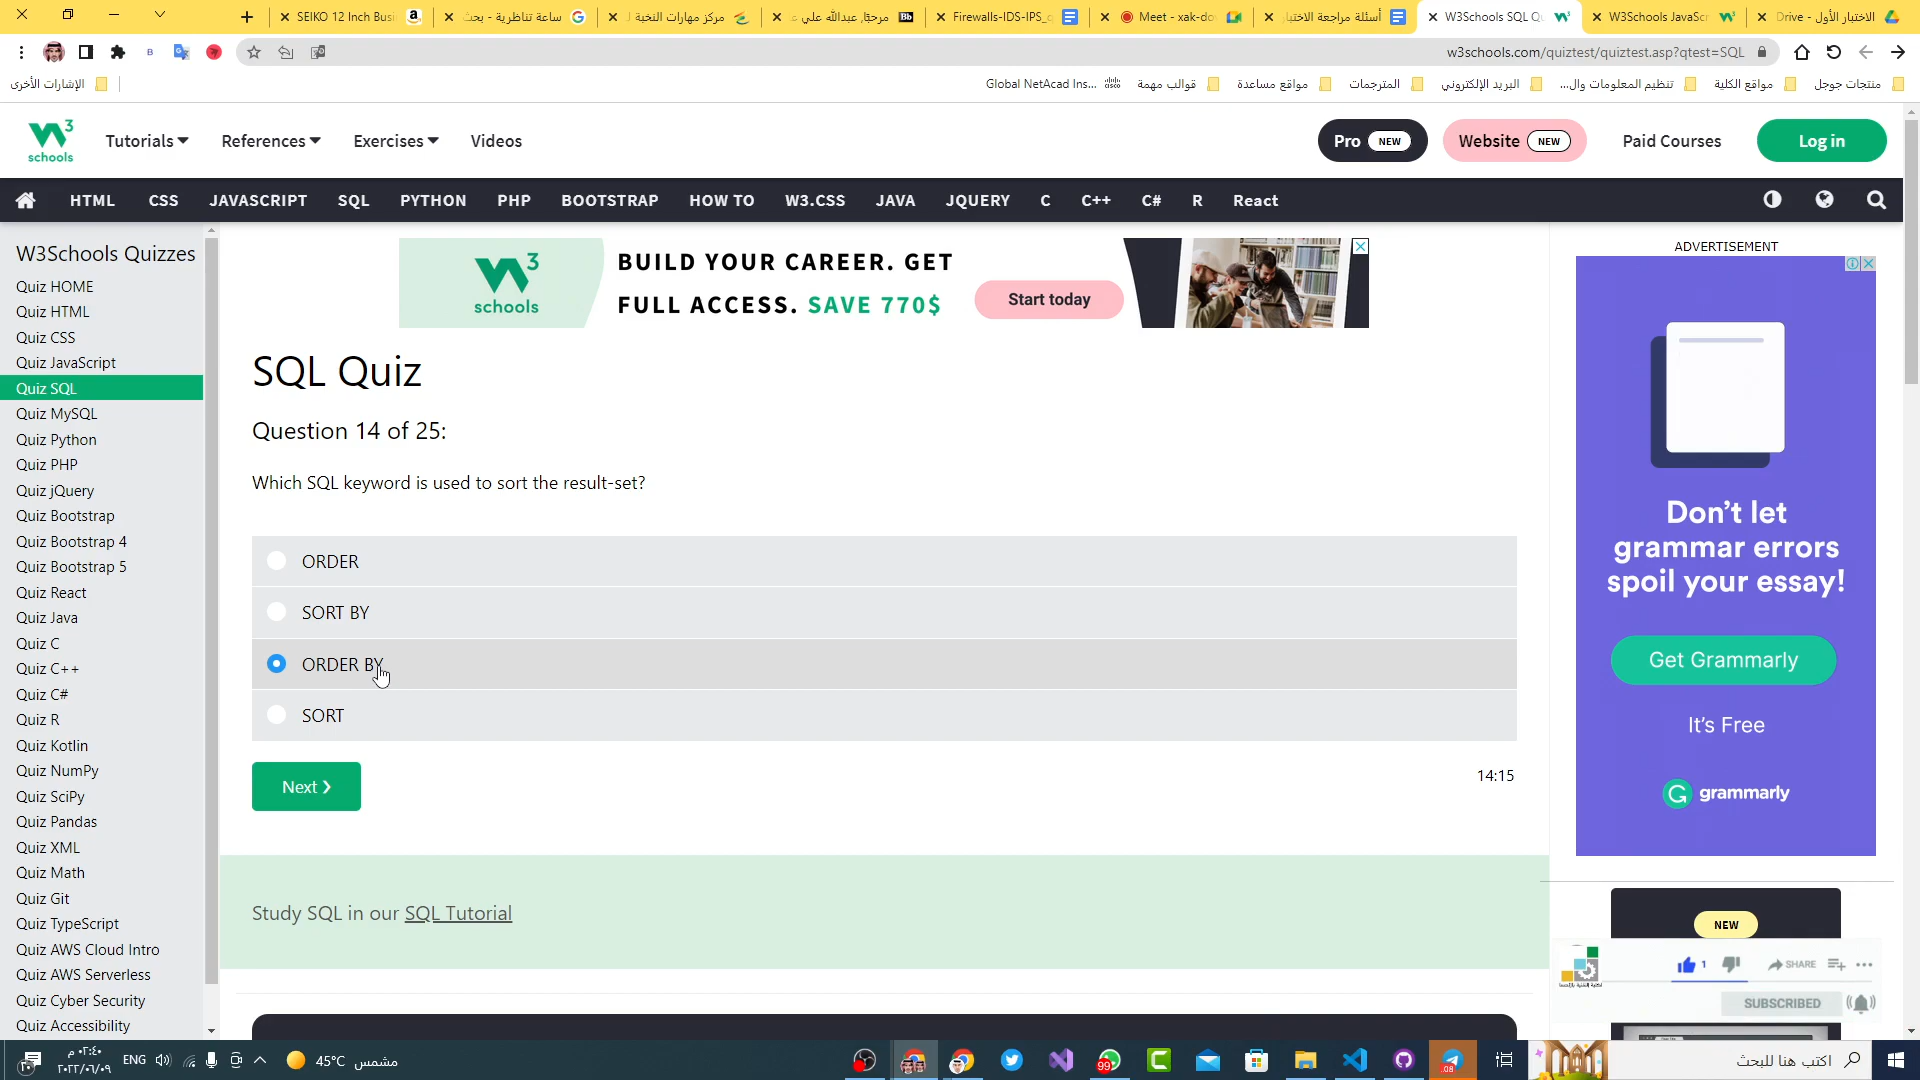 SEIKO 12 Inch Busi
ساعة تناظرية - بحث
مركز مهارات النخبة ل
مرحبًا, عبدالله علي ع
Firewalls-IDS-IPS_q
Meet - xak-do
أسئلة مراجعة الاختبار
W3Schools SQL Qu
W3Schools JavaScr
الاختبار الأول - Drive
w3schools.com/quiztest/quiztest.asp?qtest=SQL
منتجات جوجل
مواقع الكلية
تنظيم المعلومات وال...
البريد الإلكتروني
المترجمات
مواقع مساعدة
قوالب مهمة
Global NetAcad Ins...
الإشارات الأخرى
W3 schools
Tutorials
References
Exercises
Videos
Pro NEW
Website NEW
Paid Courses
Log in
HTML CSS JAVASCRIPT SQL PYTHON PHP BOOTSTRAP HOW TO W3.CSS JAVA JQUERY C C++ C# R React
W3Schools Quizzes
Quiz HOME
Quiz HTML
Quiz CSS
Quiz JavaScript
Quiz SQL
Quiz MySQL
Quiz Python
Quiz PHP
Quiz jQuery
Quiz Bootstrap
Quiz Bootstrap 4
Quiz Bootstrap 5
Quiz React
Quiz Java
Quiz C
Quiz C++
Quiz C#
Quiz R
Quiz Kotlin
Quiz NumPy
Quiz SciPy
Quiz Pandas
Quiz XML
Quiz Math
Quiz Git
Quiz TypeScript
Quiz AWS Cloud Intro
Quiz AWS Serverless
Quiz Cyber Security
Quiz Accessibility
W3 schools
BUILD YOUR CAREER. GET
FULL ACCESS. SAVE 770$
Start today
SQL Quiz
Question 14 of 25:
Which SQL keyword is used to sort the result-set?
ORDER
SORT BY
ORDER BY
SORT
Next ❯
14:15
Study SQL in our SQL Tutorial
ADVERTISEMENT
Don't let
grammar errors
spoil your essay!
Get Grammarly
It's Free
grammarly
NEW
1
SHARE
SUBSCRIBED
٠٢:٤٠ م
٢٠٢٢/٠٦/٠٩
ENG
45°C مشمس
99
اكتب هنا للبحث